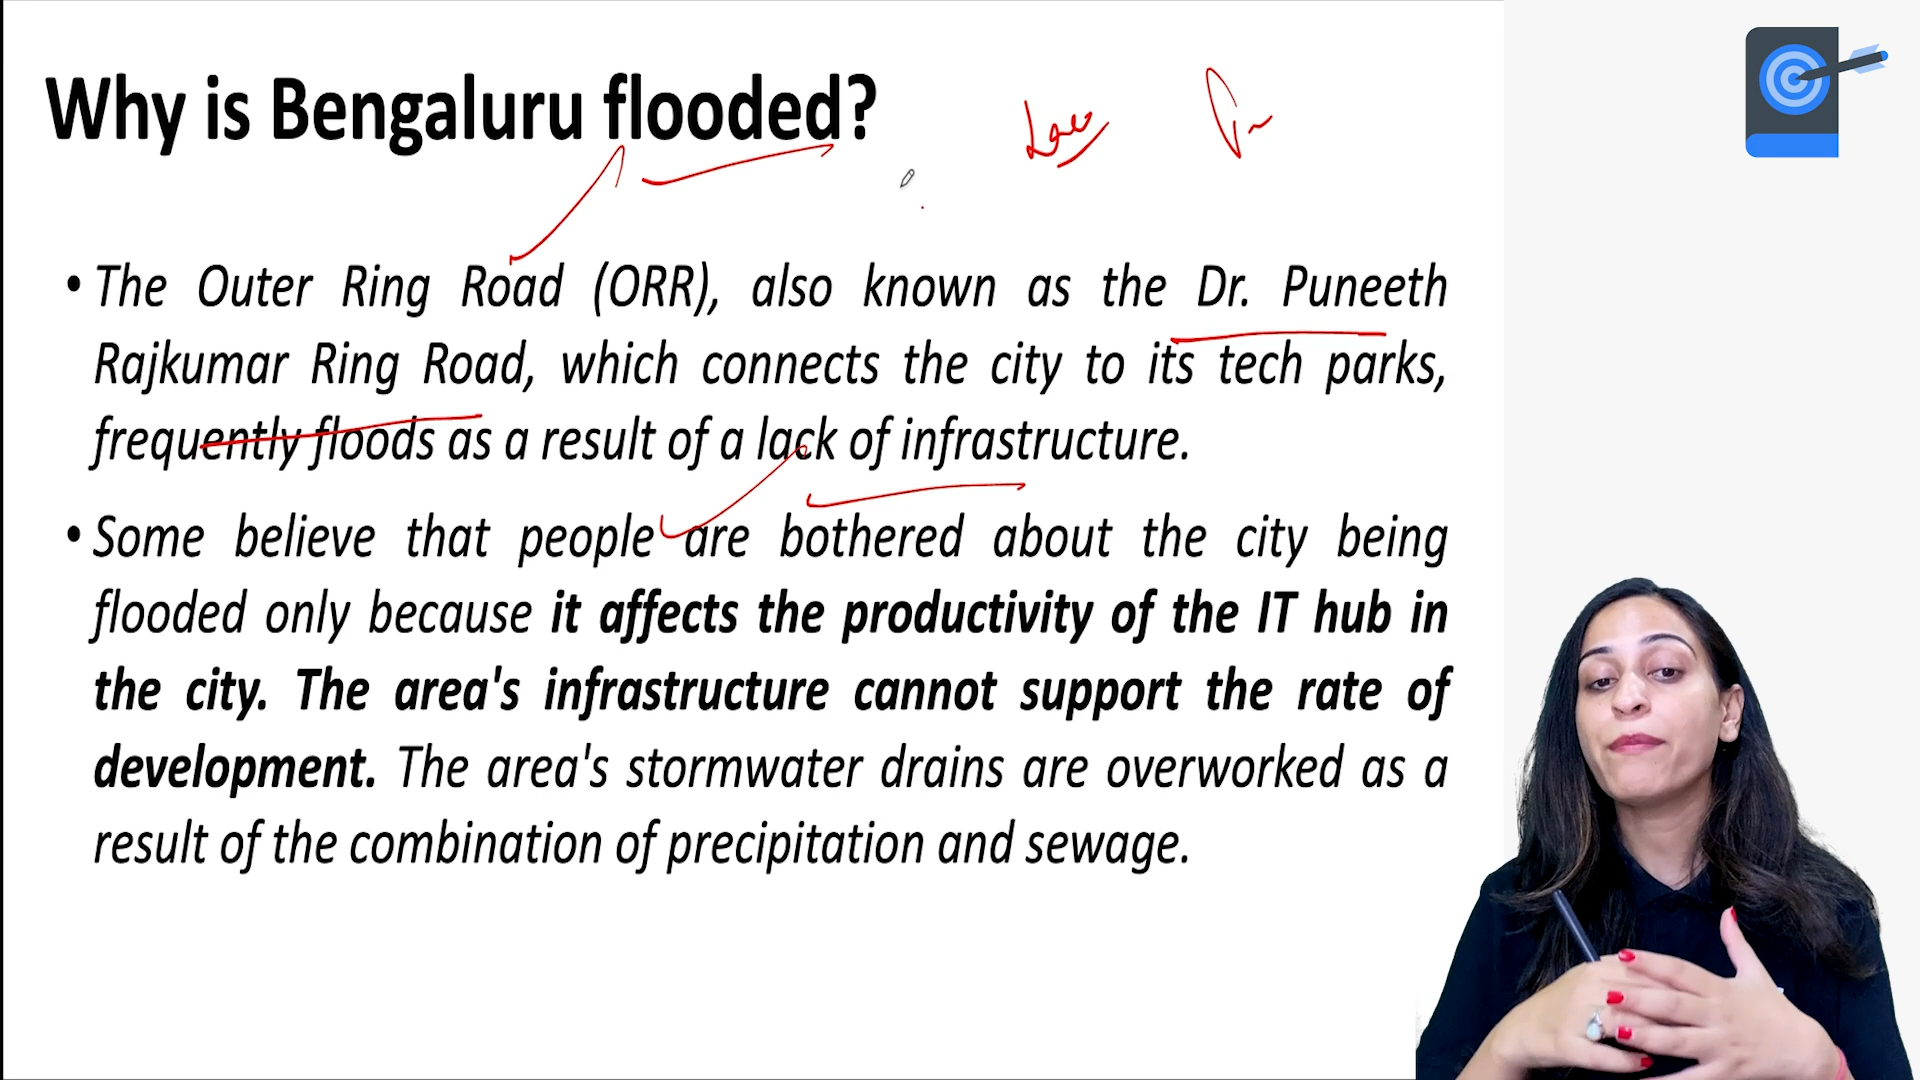 Why is Bengaluru flooded?
• The Outer Ring Road (ORR), also known as the Dr. Puneeth
Rajkumar Ring Road, which connects the city to its tech parks,
frequently floods as a result of a lack of infrastructure.
• Some believe that people are bothered about the city being
flooded only because it affects the productivity of the IT hub in
the city. The area's infrastructure cannot support the rate of
development. The area's stormwater drains are overworked as a
result of the combination of precipitation and sewage.